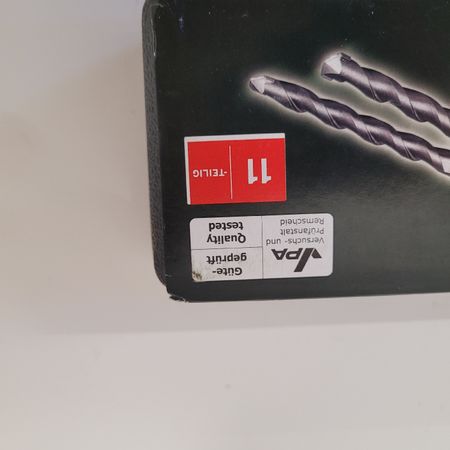 11 -TEILIG
VPA
Versuchs- und
Prüfanstalt
Remscheid
Güte-
geprüft
Quality
tested